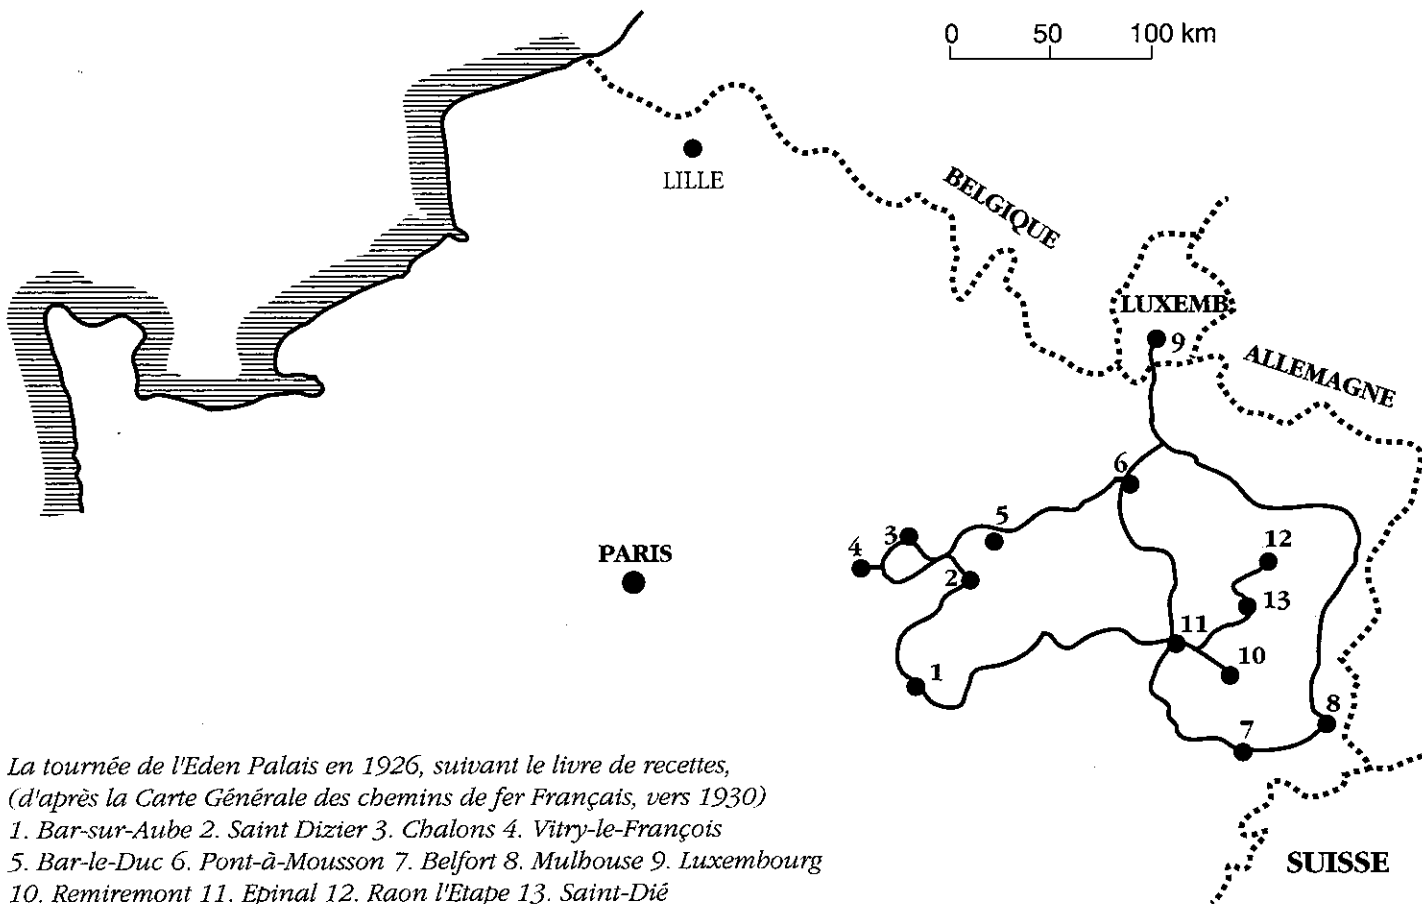 0 50 100 km
LILLE
BELGIQUE
LUXEMB
9
ALLEMAGNE
6
5
3
4
PARIS
2
12
13
11
10
1
8
7
SUISSE
La tournée de l'Eden Palais en 1926, suivant le livre de recettes,
(d'après la Carte Générale des chemins de fer Français, vers 1930)
1. Bar-sur-Aube 2. Saint Dizier 3. Chalons 4. Vitry-le-François
5. Bar-le-Duc 6. Pont-à-Mousson 7. Belfort 8. Mulhouse 9. Luxembourg
10. Remiremont 11. Epinal 12. Raon l'Etape 13. Saint-Dié